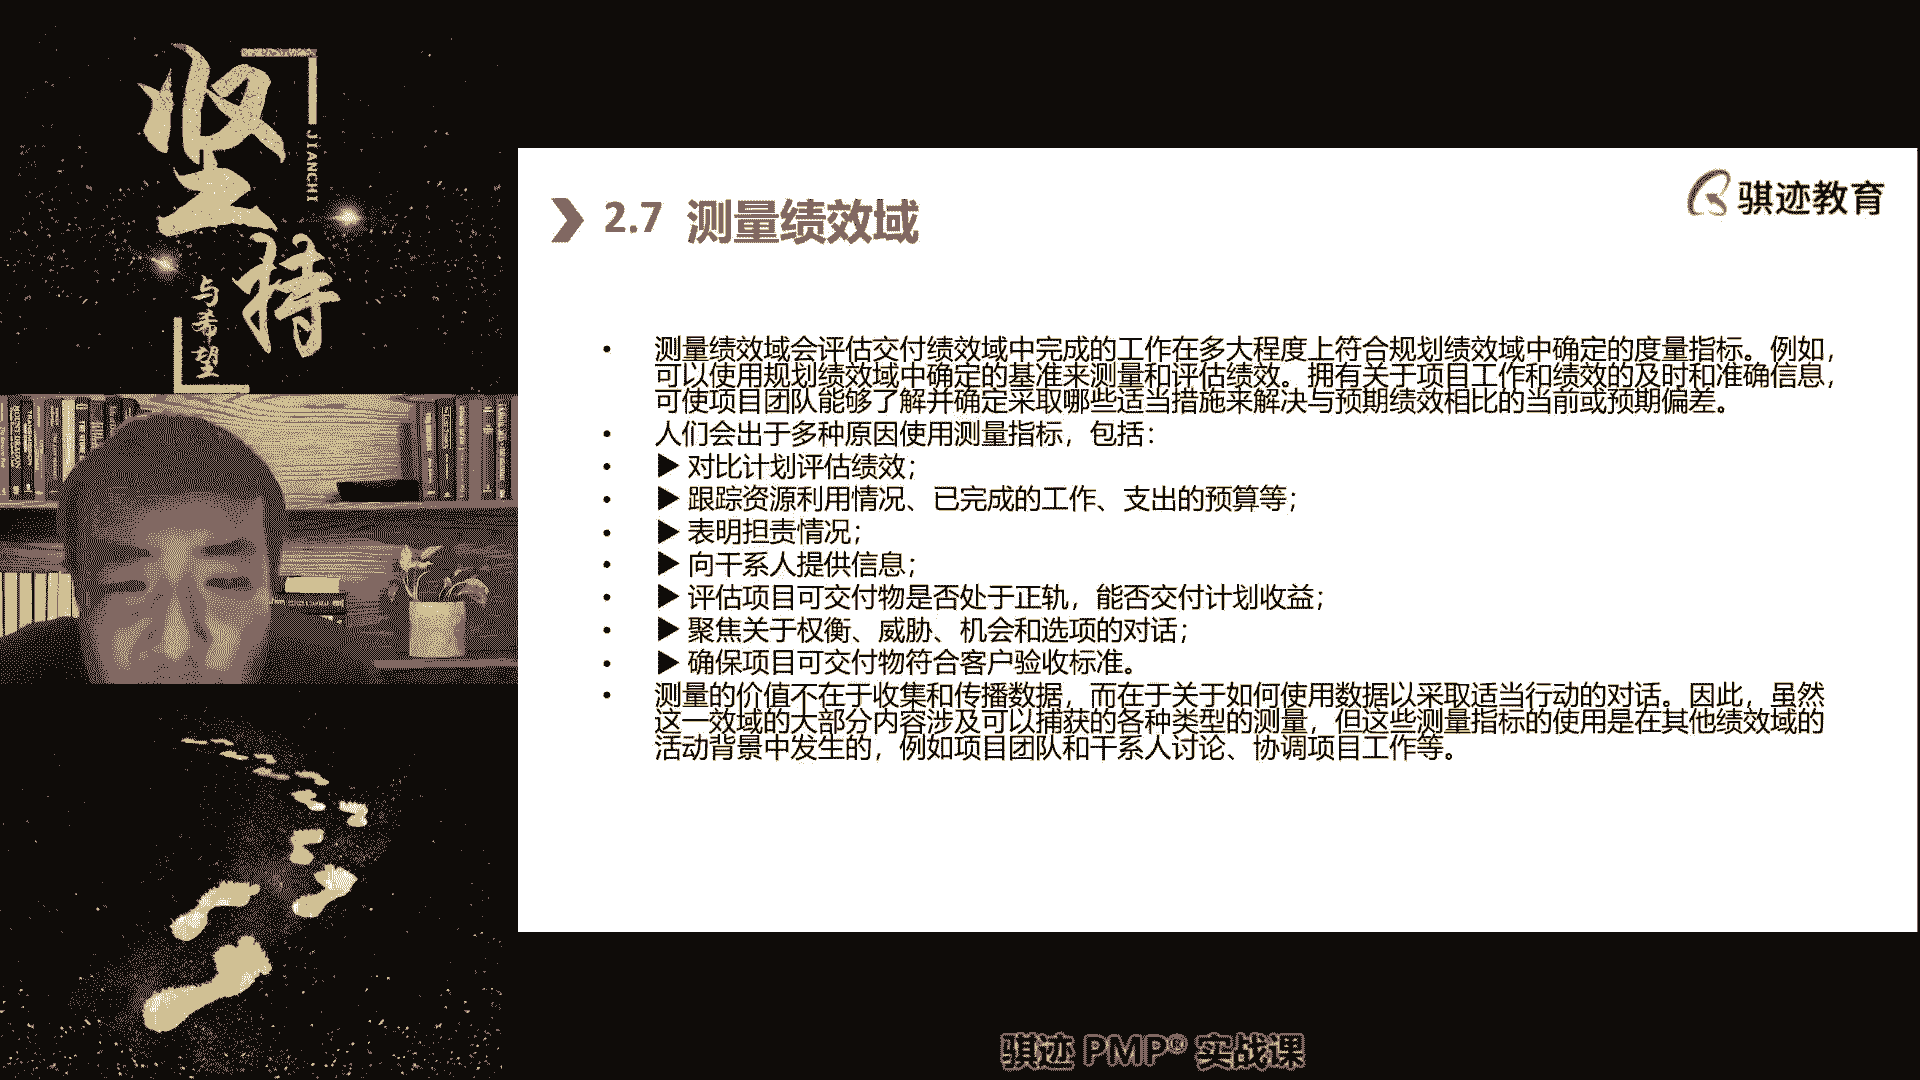 坚持
JIANCHI
与希望
骐迹教育
2.7 测量绩效域
• 测量绩效域会评估交付绩效域中完成的工作在多大程度上符合规划绩效域中确定的度量指标。例如，
可以使用规划绩效域中确定的基准来测量和评估绩效。拥有关于项目工作和绩效的及时和准确信息，
可使项目团队能够了解并确定采取哪些适当措施来解决与预期绩效相比的当前或预期偏差。
• 人们会出于多种原因使用测量指标，包括：
• ▶ 对比计划评估绩效；
• ▶ 跟踪资源利用情况、已完成的工作、支出的预算等；
• ▶ 表明担责情况；
• ▶ 向干系人提供信息；
• ▶ 评估项目可交付物是否处于正轨，能否交付计划收益；
• ▶ 聚焦关于权衡、威胁、机会和选项的对话；
• ▶ 确保项目可交付物符合客户验收标准。
• 测量的价值不在于收集和传播数据，而在于关于如何使用数据以采取适当行动的对话。因此，虽然
这一效域的大部分内容涉及可以捕获的各种类型的测量，但这些测量指标的使用是在其他绩效域的
活动背景中发生的，例如项目团队和干系人讨论、协调项目工作等。
骐迹 PMP® 实战课